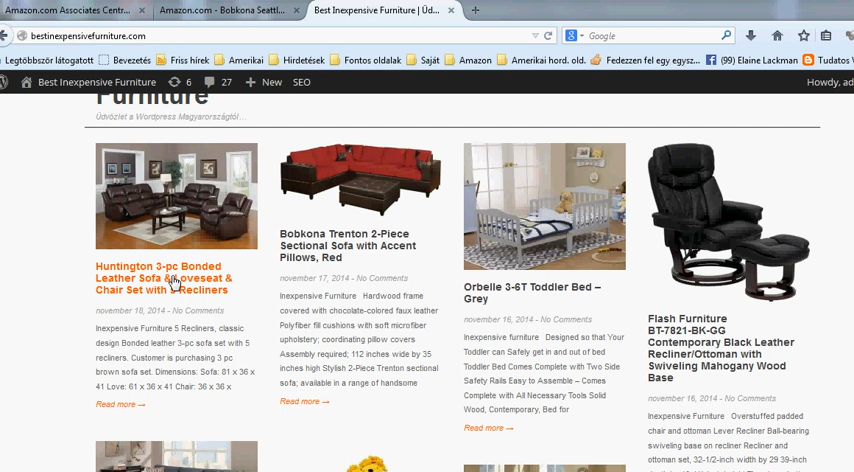 Amazon.com Associates Centr... × Amazon.com - Bobkona Seattl... × Best Inexpensive Furniture | Üd... × +
bestinexpensivefurniture.com Google
Legtöbbször látogatott Bevezetés Friss hírek Amerikai Hirdetések Fontos oldalak Saját Amazon Amerikai hord. old. Fedezzen fel egy egysz... (99) Elaine Lackman Tudatos V
Best Inexpensive Furniture 6 27 + New SEO Howdy, ad
Furniture
Üdvözlet a Wordpress Magyarországtól...
Huntington 3-pc Bonded
Leather Sofa & Loveseat &
Chair Set with 5 Recliners
november 18, 2014 - No Comments
Inexpensive Furniture 5 Recliners, classic
design Bonded leather 3-pc sofa set with 5
recliners. Customer is purchasing 3 pc
brown sofa set. Dimensions: Sofa: 81 x 36 x
41 Love: 61 x 36 x 41 Chair: 36 x 36 x
Read more →
Bobkona Trenton 2-Piece
Sectional Sofa with Accent
Pillows, Red
november 17, 2014 - No Comments
Inexpensive Furniture Hardwood frame
covered with chocolate-colored faux leather
Polyfiber fill cushions with soft microfiber
upholstery; coordinating pillow covers
Assembly required; 112 inches wide by 35
inches high Stylish 2-Piece Trenton sectional
sofa; available in a range of handsome
Read more →
Orbelle 3-6T Toddler Bed –
Grey
november 16, 2014 - No Comments
Inexpensive furniture Designed so that Your
Toddler can Safely get in and out of bed
Toddler Bed Comes Complete with Two Side
Safety Rails Easy to Assemble – Comes
Complete with All Necessary Tools Solid
Wood, Contemporary, Bed for
Read more →
Flash Furniture
BT-7821-BK-GG
Contemporary Black Leather
Recliner/Ottoman with
Swiveling Mahogany Wood
Base
november 16, 2014 - No Comments
Inexpensive Furniture Overstuffed padded
chair and ottoman Lever Recliner Ball-bearing
swiveling base on recliner Recliner and
ottoman set, 32-1/2-inch width by 29 39-inch